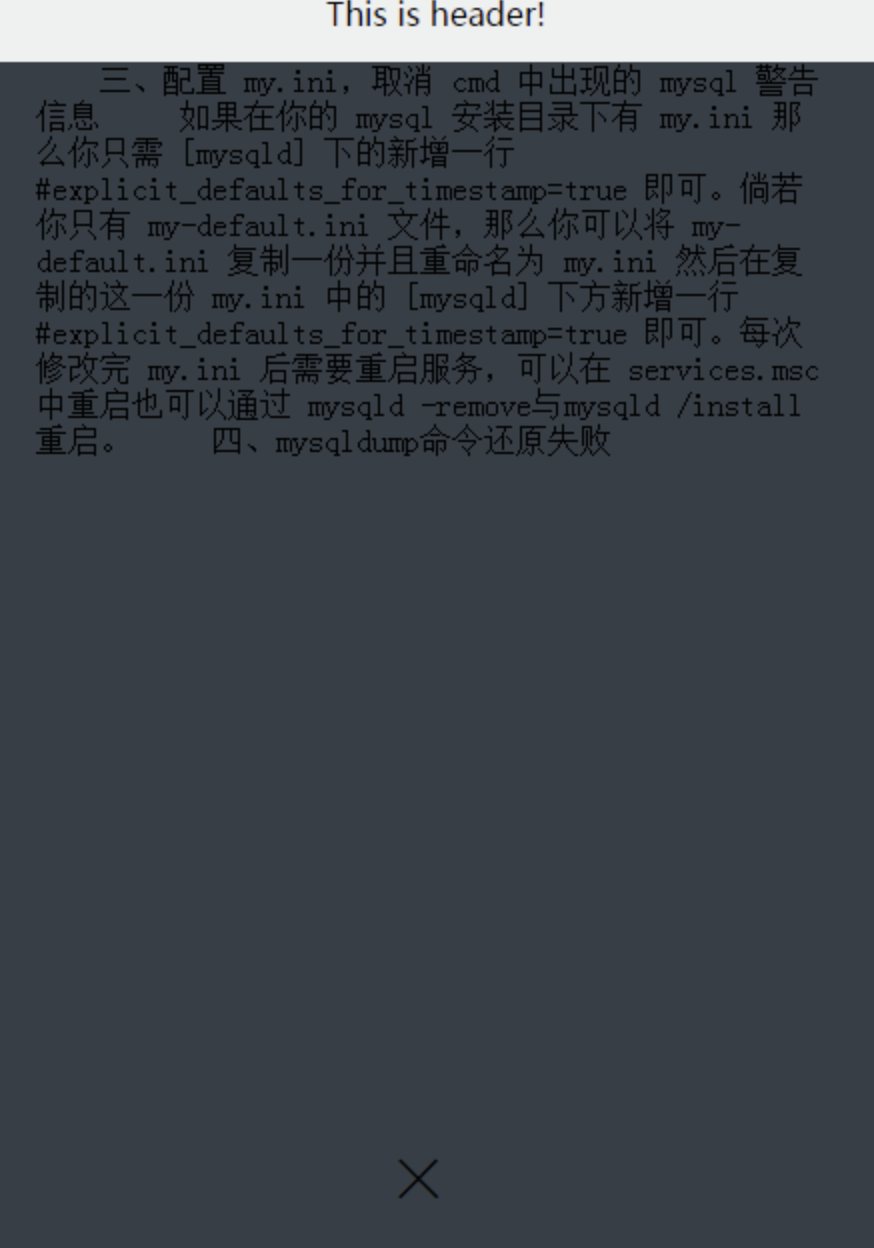 This is header!
三、配置 my.ini，取消 cmd 中出现的 mysql 警告
信息 如果在你的 mysql 安装目录下有 my.ini 那
么你只需 [mysqld] 下的新增一行
#explicit_defaults_for_timestamp=true 即可。倘若
你只有 my-default.ini 文件，那么你可以将 my-
default.ini 复制一份并且重命名为 my.ini 然后在复
制的这一份 my.ini 中的 [mysqld] 下方新增一行
#explicit_defaults_for_timestamp=true 即可。每次
修改完 my.ini 后需要重启服务，可以在 services.msc
中重启也可以通过 mysqld -remove与mysqld /install
重启。 四、mysqldump命令还原失败